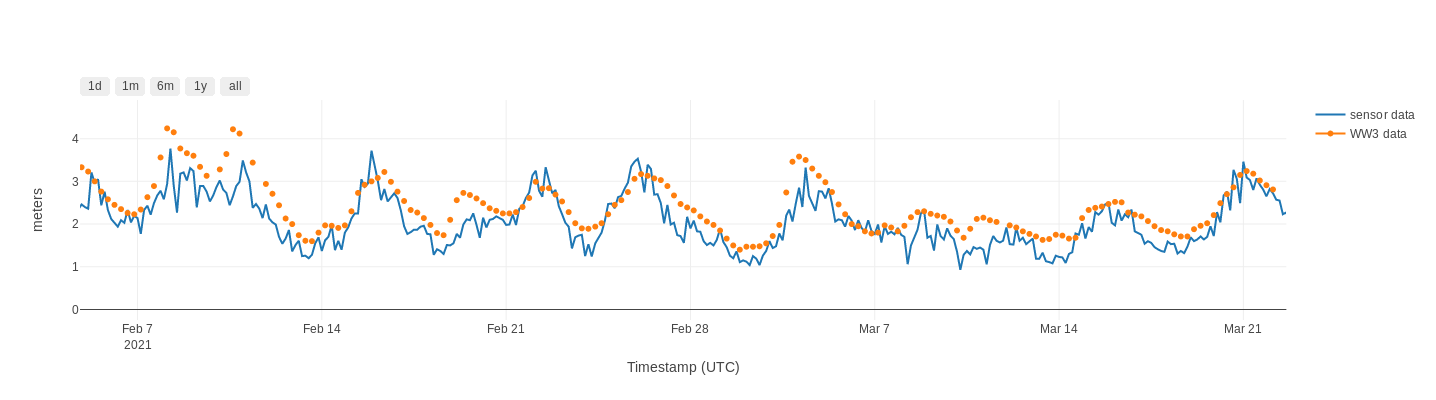 1d 1m 6m 1y all
sensor data
WW3 data
meters
4
3
2
1
0
Feb 7 Feb 14 Feb 21 Feb 28 Mar 7 Mar 14 Mar 21
2021
Timestamp (UTC)